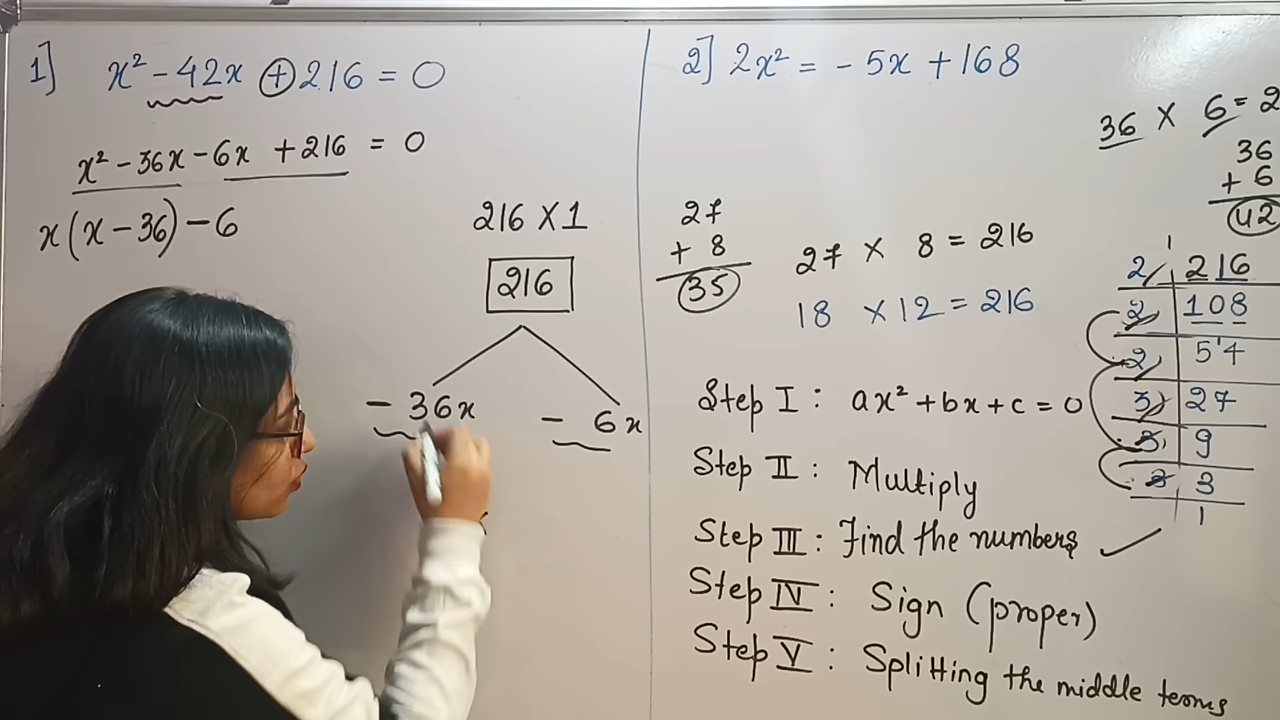 1] x² - 42x + 216 = 0
x² - 36x - 6x + 216 = 0
x(x - 36) - 6
216 X 1
216
- 36x - 6x
2] 2x² = - 5x + 168
27
+ 8
35
27 X 8 = 216
18 X 12 = 216
36 X 6 = 2
36
+ 6
42
1
2 216
2 108
2 5'4
3 27
3 9
3 3
1
Step I : ax² + bx + c = 0
Step II : Multiply
Step III : Find the numbers
Step IV : Sign (proper)
Step V : Splitting the middle terms